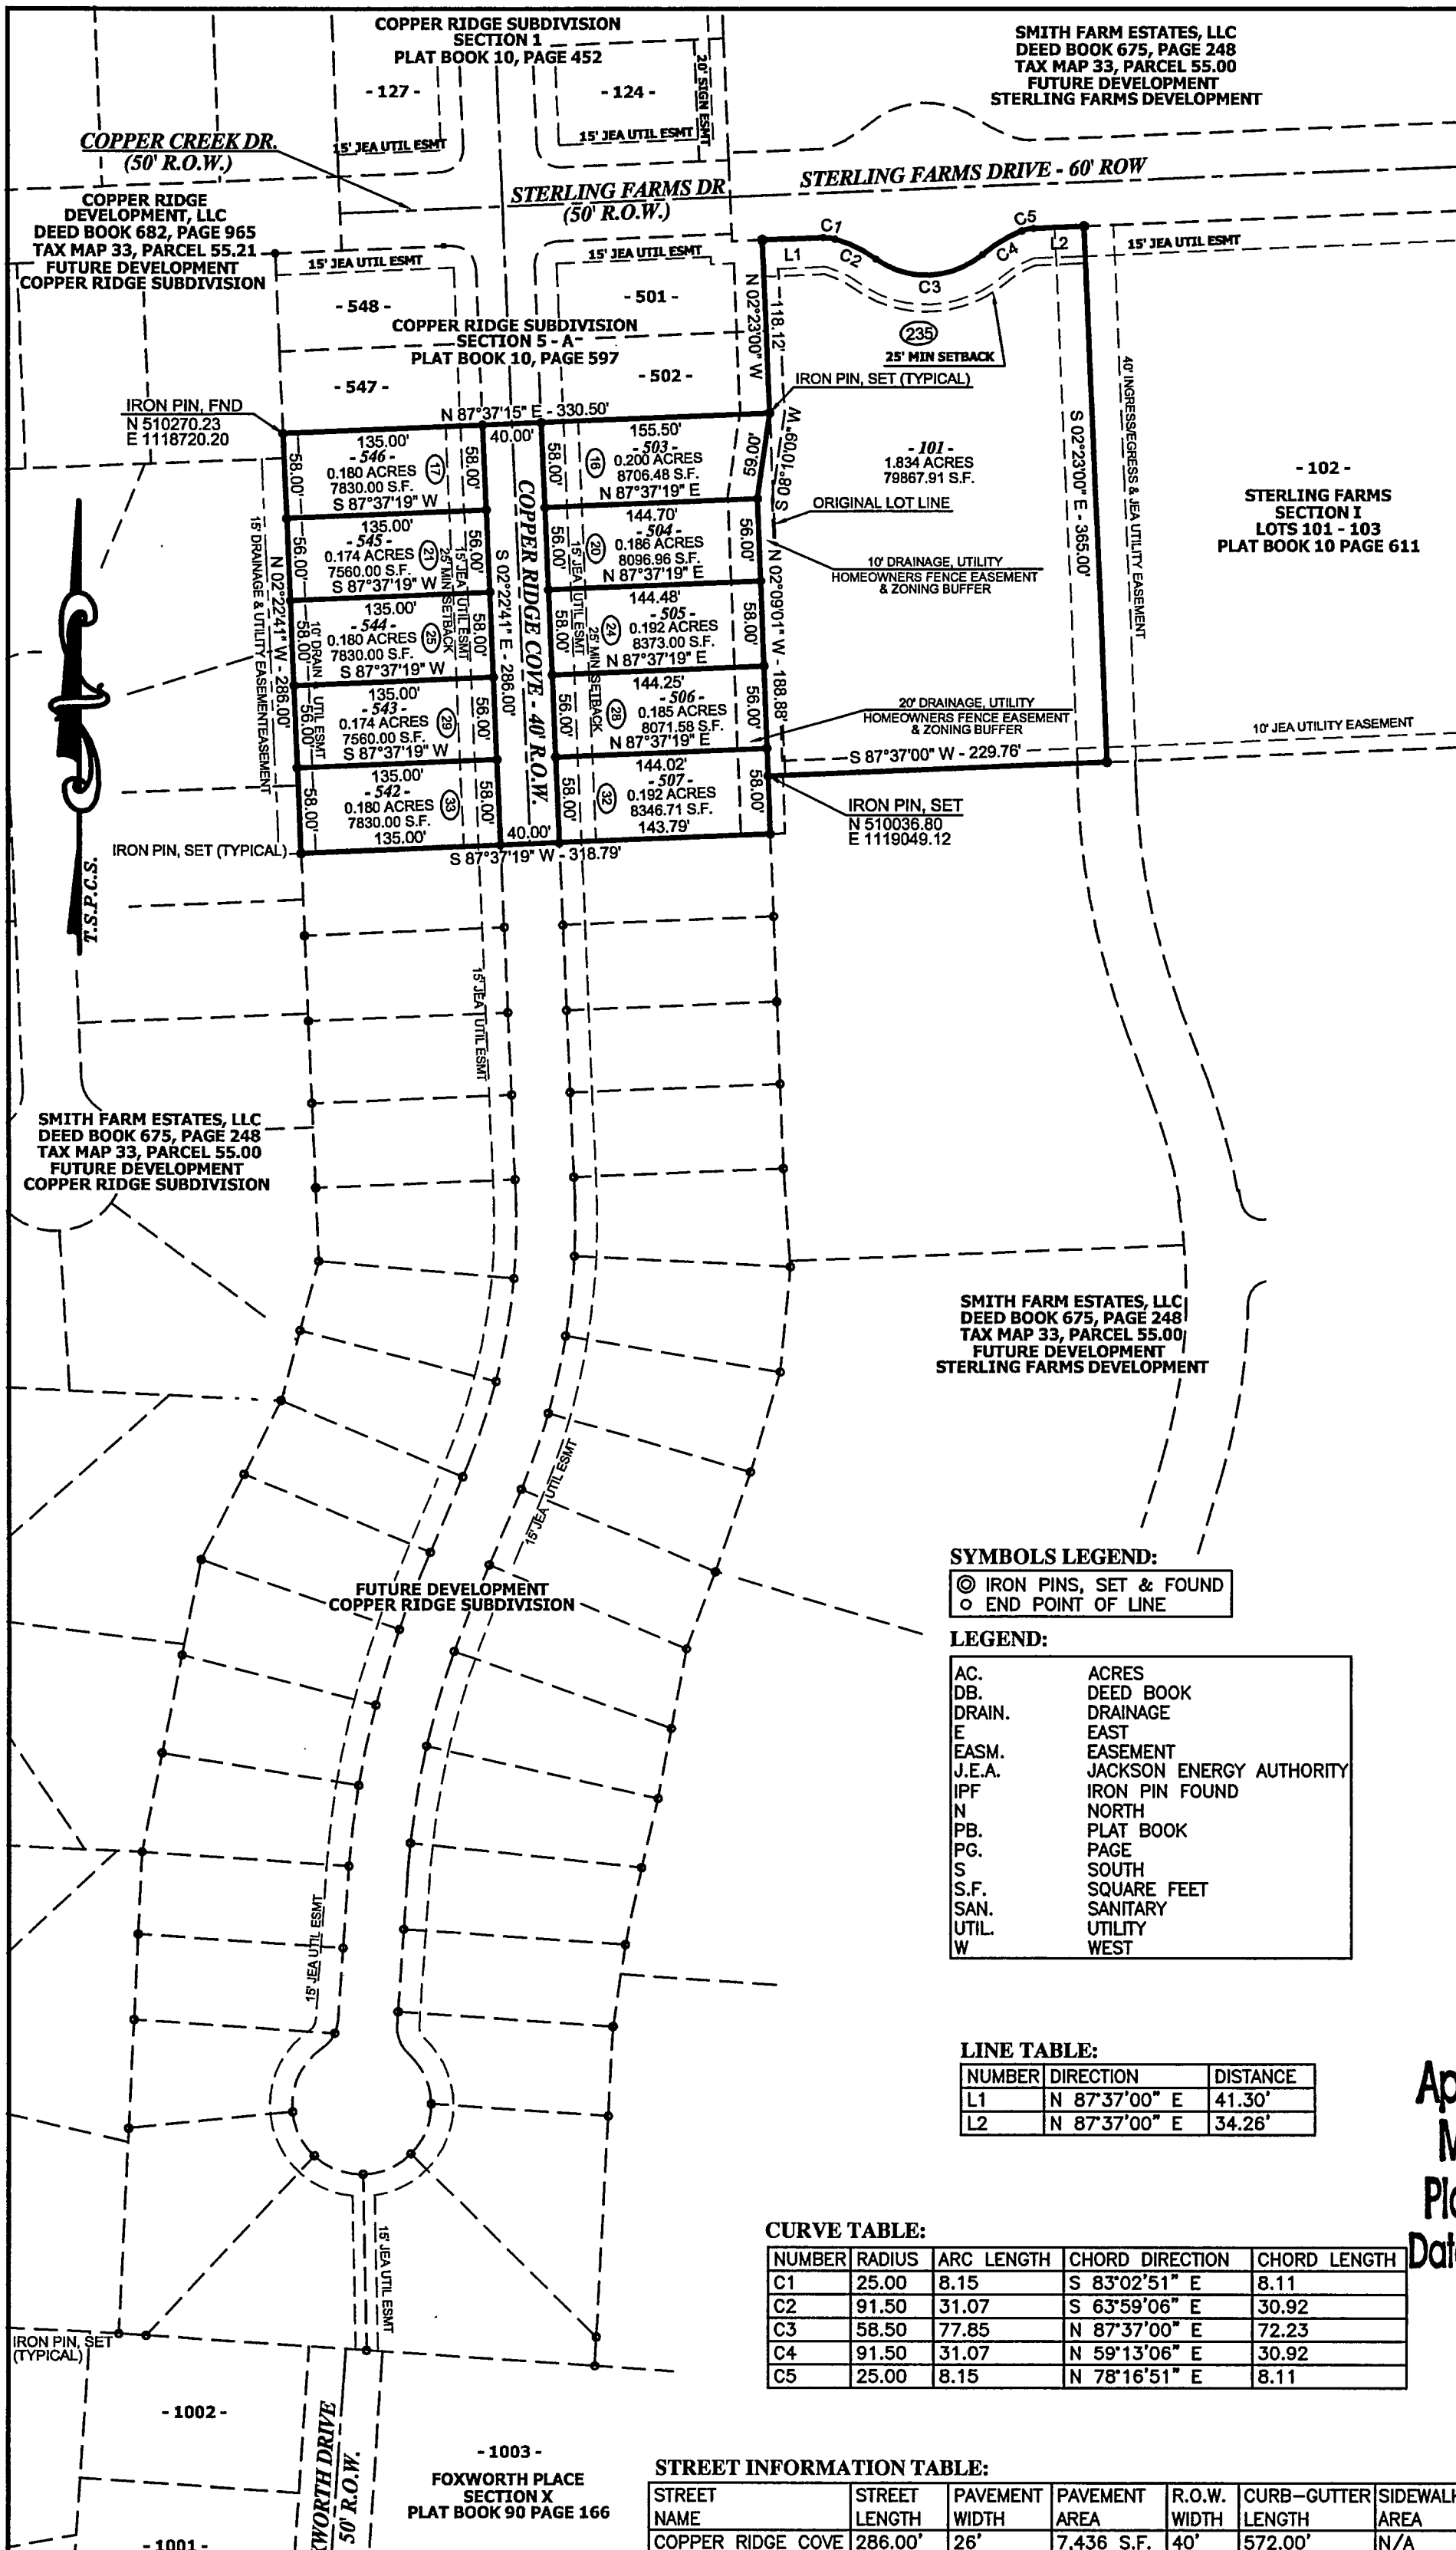 COPPER RIDGE SUBDIVISION
SECTION 1
PLAT BOOK 10, PAGE 452
- 127 -
- 124 -
20' SIGN ESMT
15' JEA UTIL ESMT
15' JEA UTIL ESMT
SMITH FARM ESTATES, LLC
DEED BOOK 675, PAGE 248
TAX MAP 33, PARCEL 55.00
FUTURE DEVELOPMENT
STERLING FARMS DEVELOPMENT
COPPER CREEK DR.
(50' R.O.W.)
STERLING FARMS DR
(50' R.O.W.)
STERLING FARMS DRIVE - 60' ROW
COPPER RIDGE
DEVELOPMENT, LLC
DEED BOOK 682, PAGE 965
TAX MAP 33, PARCEL 55.21
FUTURE DEVELOPMENT
COPPER RIDGE SUBDIVISION
15' JEA UTIL ESMT
15' JEA UTIL ESMT
15' JEA UTIL ESMT
L1
C1
C2
C3
C4
C5
L2
- 548 -
- 501 -
COPPER RIDGE SUBDIVISION
SECTION 5 - A
PLAT BOOK 10, PAGE 597
- 547 -
- 502 -
N 02°23'00" W
118.12'
235
25' MIN SETBACK
IRON PIN, SET (TYPICAL)
IRON PIN, FND
N 510270.23
E 1118720.20
N 87°37'15" E - 330.50'
135.00'
40.00'
155.50'
- 546 -
0.180 ACRES
7830.00 S.F.
S 87°37'19" W
17
58.00'
58.00'
58.00'
16
- 503 -
0.200 ACRES
8706.48 S.F.
N 87°37'19" E
59.00'
S 08°10'09" W
- 101 -
1.834 ACRES
79867.91 S.F.
ORIGINAL LOT LINE
S 02°23'00" E - 365.00'
40' INGRESS/EGRESS & JEA UTILITY EASEMENT
- 102 -
STERLING FARMS
SECTION I
LOTS 101 - 103
PLAT BOOK 10 PAGE 611
135.00'
- 545 -
0.174 ACRES
7560.00 S.F.
S 87°37'19" W
21
56.00'
56.00'
56.00'
144.70'
- 504 -
20
0.186 ACRES
8096.96 S.F.
N 87°37'19" E
56.00'
10' DRAINAGE, UTILITY
HOMEOWNERS FENCE EASEMENT
& ZONING BUFFER
15' DRAINAGE & UTILITY EASEMENTEASEMENT
N 02°22'41" W - 286.00'
S 02°22'41" E - 286.00'
COPPER RIDGE COVE - 40' R.O.W.
N 02°09'01" W - 188.88'
135.00'
- 544 -
0.180 ACRES
7830.00 S.F.
S 87°37'19" W
25
58.00'
58.00'
58.00'
10' DRAIN UTIL ESMT
25' MIN SETBACK
15' JEA UTIL ESMT
144.48'
- 505 -
24
0.192 ACRES
8373.00 S.F.
N 87°37'19" E
58.00'
15' JEA UTIL ESMT
25' MIN SETBACK
135.00'
- 543 -
0.174 ACRES
7560.00 S.F.
S 87°37'19" W
29
56.00'
56.00'
56.00'
144.25'
- 506 -
28
0.185 ACRES
8071.58 S.F.
N 87°37'19" E
56.00'
20' DRAINAGE, UTILITY
HOMEOWNERS FENCE EASEMENT
& ZONING BUFFER
S 87°37'00" W - 229.76'
10' JEA UTILITY EASEMENT
135.00'
- 542 -
0.180 ACRES
7830.00 S.F.
135.00'
33
58.00'
58.00'
58.00'
40.00'
144.02'
- 507 -
32
0.192 ACRES
8346.71 S.F.
143.79'
58.00'
IRON PIN, SET
N 510036.80
E 1119049.12
IRON PIN, SET (TYPICAL)
S 87°37'19" W - 318.79'
T.S.P.C.S.
15' JEA UTIL ESMT
SMITH FARM ESTATES, LLC
DEED BOOK 675, PAGE 248
TAX MAP 33, PARCEL 55.00
FUTURE DEVELOPMENT
COPPER RIDGE SUBDIVISION
SMITH FARM ESTATES, LLC
DEED BOOK 675, PAGE 248
TAX MAP 33, PARCEL 55.00
FUTURE DEVELOPMENT
STERLING FARMS DEVELOPMENT
15' JEA UTIL ESMT
FUTURE DEVELOPMENT
COPPER RIDGE SUBDIVISION
SYMBOLS LEGEND:
IRON PINS, SET & FOUND
END POINT OF LINE
LEGEND:
AC. ACRES
DB. DEED BOOK
DRAIN. DRAINAGE
E EAST
EASM. EASEMENT
J.E.A. JACKSON ENERGY AUTHORITY
IPF IRON PIN FOUND
N NORTH
PB. PLAT BOOK
PG. PAGE
S SOUTH
S.F. SQUARE FEET
SAN. SANITARY
UTIL. UTILITY
W WEST
15' JEA UTIL ESMT
LINE TABLE:
NUMBER DIRECTION DISTANCE
L1 N 87°37'00" E 41.30'
L2 N 87°37'00" E 34.26'
Ap
M
Pla
Dat
15' JEA UTIL ESMT
CURVE TABLE:
NUMBER RADIUS ARC LENGTH CHORD DIRECTION CHORD LENGTH
C1 25.00 8.15 S 83°02'51" E 8.11
C2 91.50 31.07 S 63°59'06" E 30.92
C3 58.50 77.85 N 87°37'00" E 72.23
C4 91.50 31.07 N 59°13'06" E 30.92
C5 25.00 8.15 N 78°16'51" E 8.11
IRON PIN, SET
(TYPICAL)
- 1002 -
XWORTH DRIVE
50' R.O.W.
- 1003 -
FOXWORTH PLACE
SECTION X
PLAT BOOK 90 PAGE 166
- 1001 -
STREET INFORMATION TABLE:
STREET STREET PAVEMENT PAVEMENT R.O.W. CURB-GUTTER SIDEWALK
NAME LENGTH WIDTH AREA WIDTH LENGTH AREA
COPPER RIDGE COVE 286.00' 26' 7,436 S.F. 40' 572.00' N/A